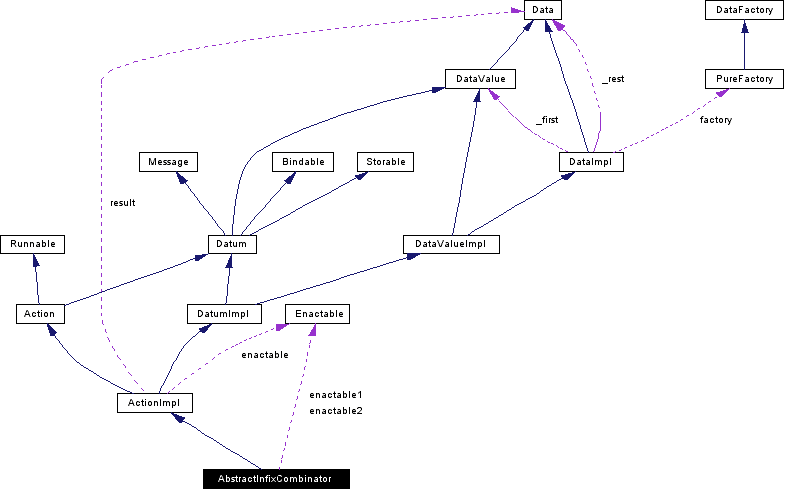 Data
DataFactory
DataValue
_rest
PureFactory
_first
factory
Message
Bindable
Storable
DataImpl
result
Runnable
Datum
DataValueImpl
Action
DatumImpl
Enactable
enactable
ActionImpl
enactable1
enactable2
AbstractInfixCombinator